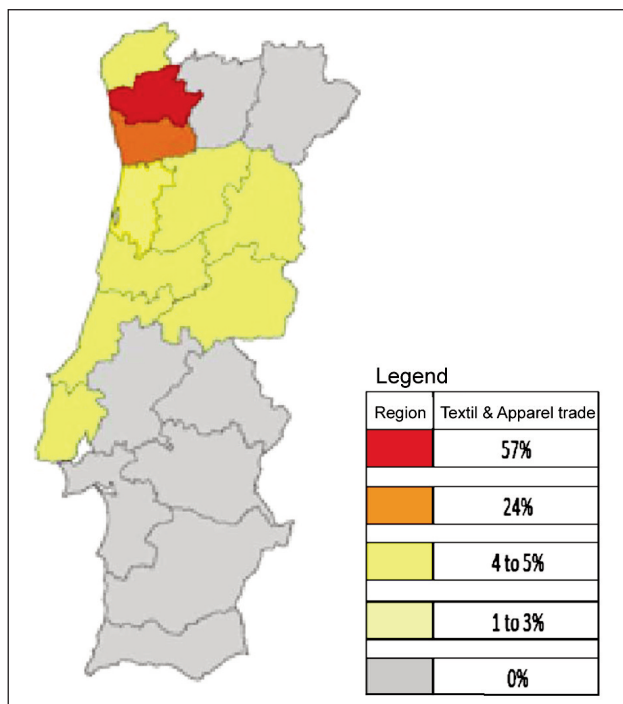 Legend
Region Textil & Apparel trade
57%
24%
4 to 5%
1 to 3%
0%